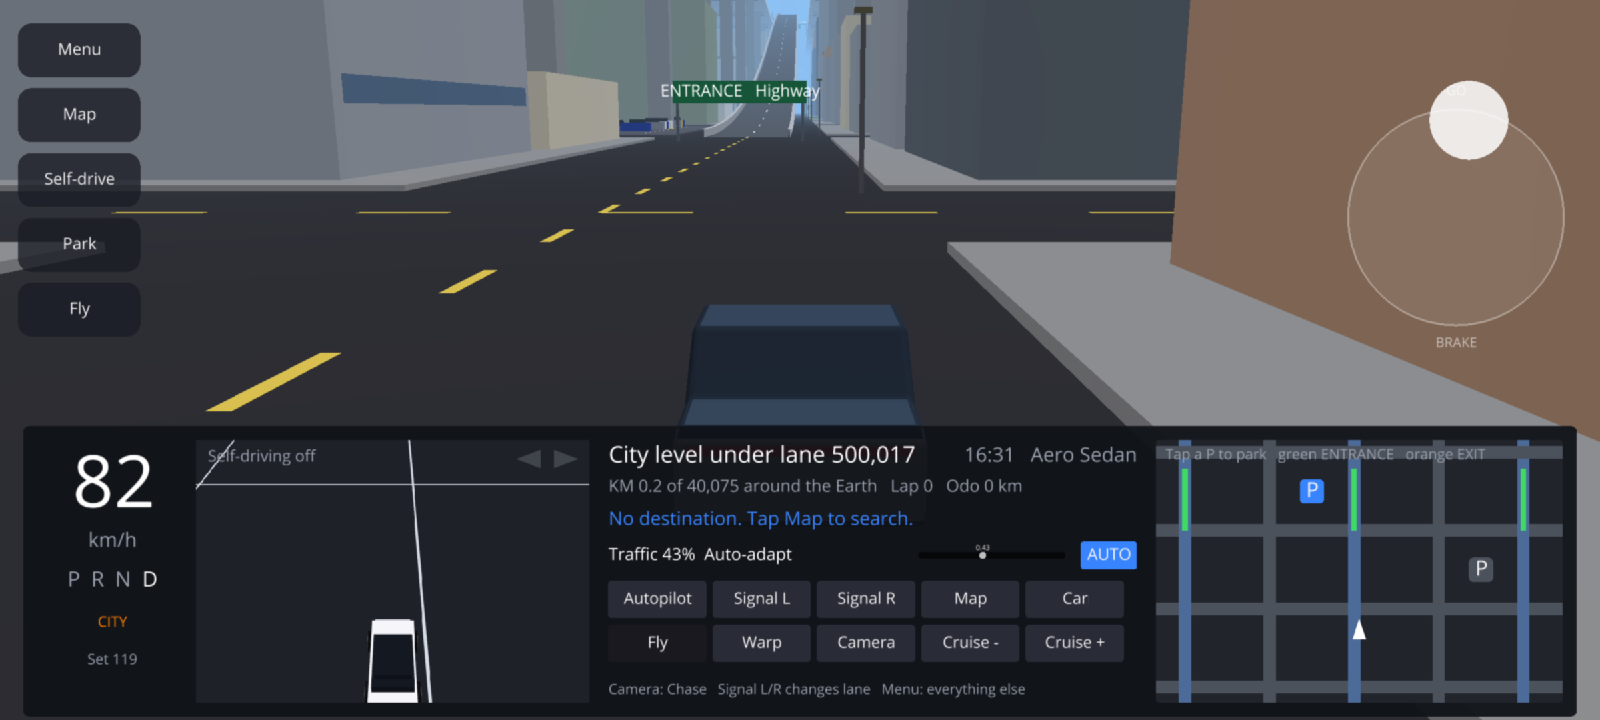 Menu
Map
Self-drive
Park
Fly
ENTRANCE Highway
GO
BRAKE
82
km/h
P R N D
CITY
Set 119
Self-driving off
City level under lane 500,017
16:31 Aero Sedan
KM 0.2 of 40,075 around the Earth Lap 0 Odo 0 km
No destination. Tap Map to search.
Traffic 43% Auto-adapt
0.43
AUTO
Autopilot Signal L Signal R Map Car
Fly Warp Camera Cruise - Cruise +
Camera: Chase Signal L/R changes lane Menu: everything else
Tap a P to park green ENTRANCE orange EXIT
P
P